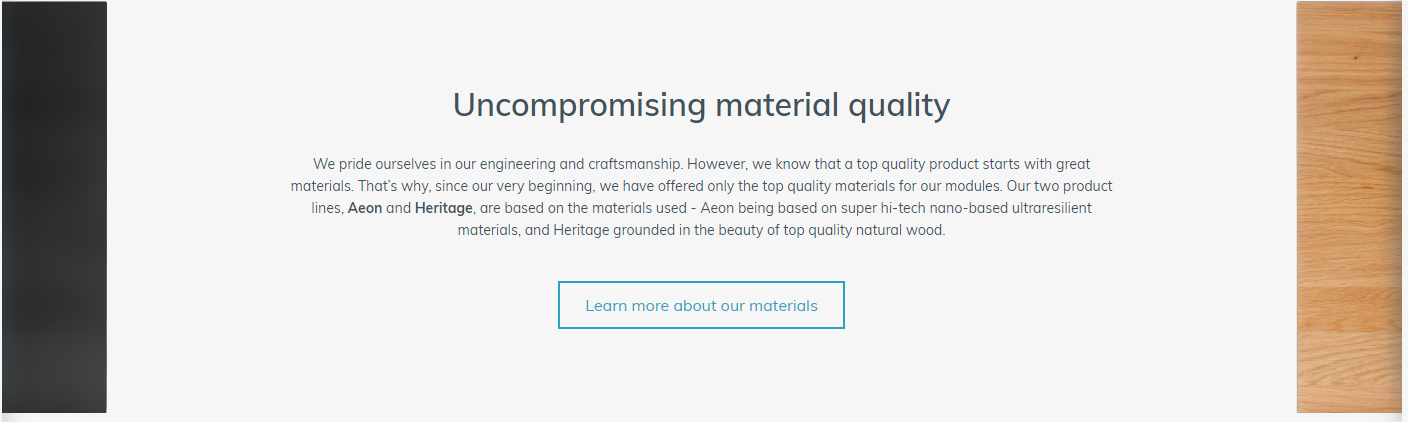 Uncompromising material quality
We pride ourselves in our engineering and craftsmanship. However, we know that a top quality product starts with great
materials. That's why, since our very beginning, we have offered only the top quality materials for our modules. Our two product
lines, Aeon and Heritage, are based on the materials used - Aeon being based on super hi-tech nano-based ultraresilient
materials, and Heritage grounded in the beauty of top quality natural wood.
Learn more about our materials